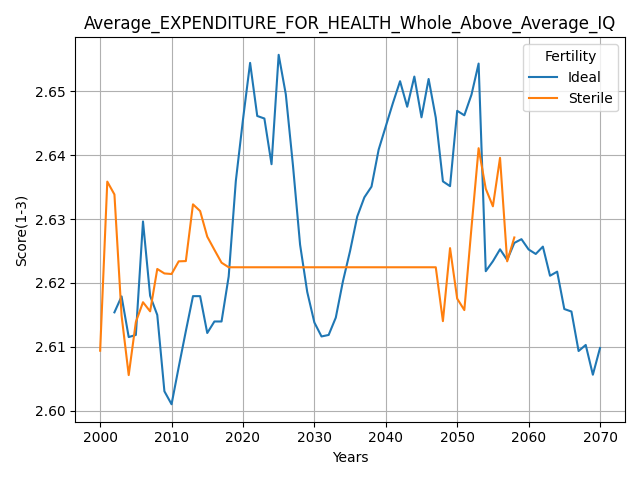 Average_EXPENDITURE_FOR_HEALTH_Whole_Above_Average_IQ
Fertility
Ideal
Sterile
Score(1-3)
2.65
2.64
2.63
2.62
2.61
2.60
2000 2010 2020 2030 2040 2050 2060 2070
Years